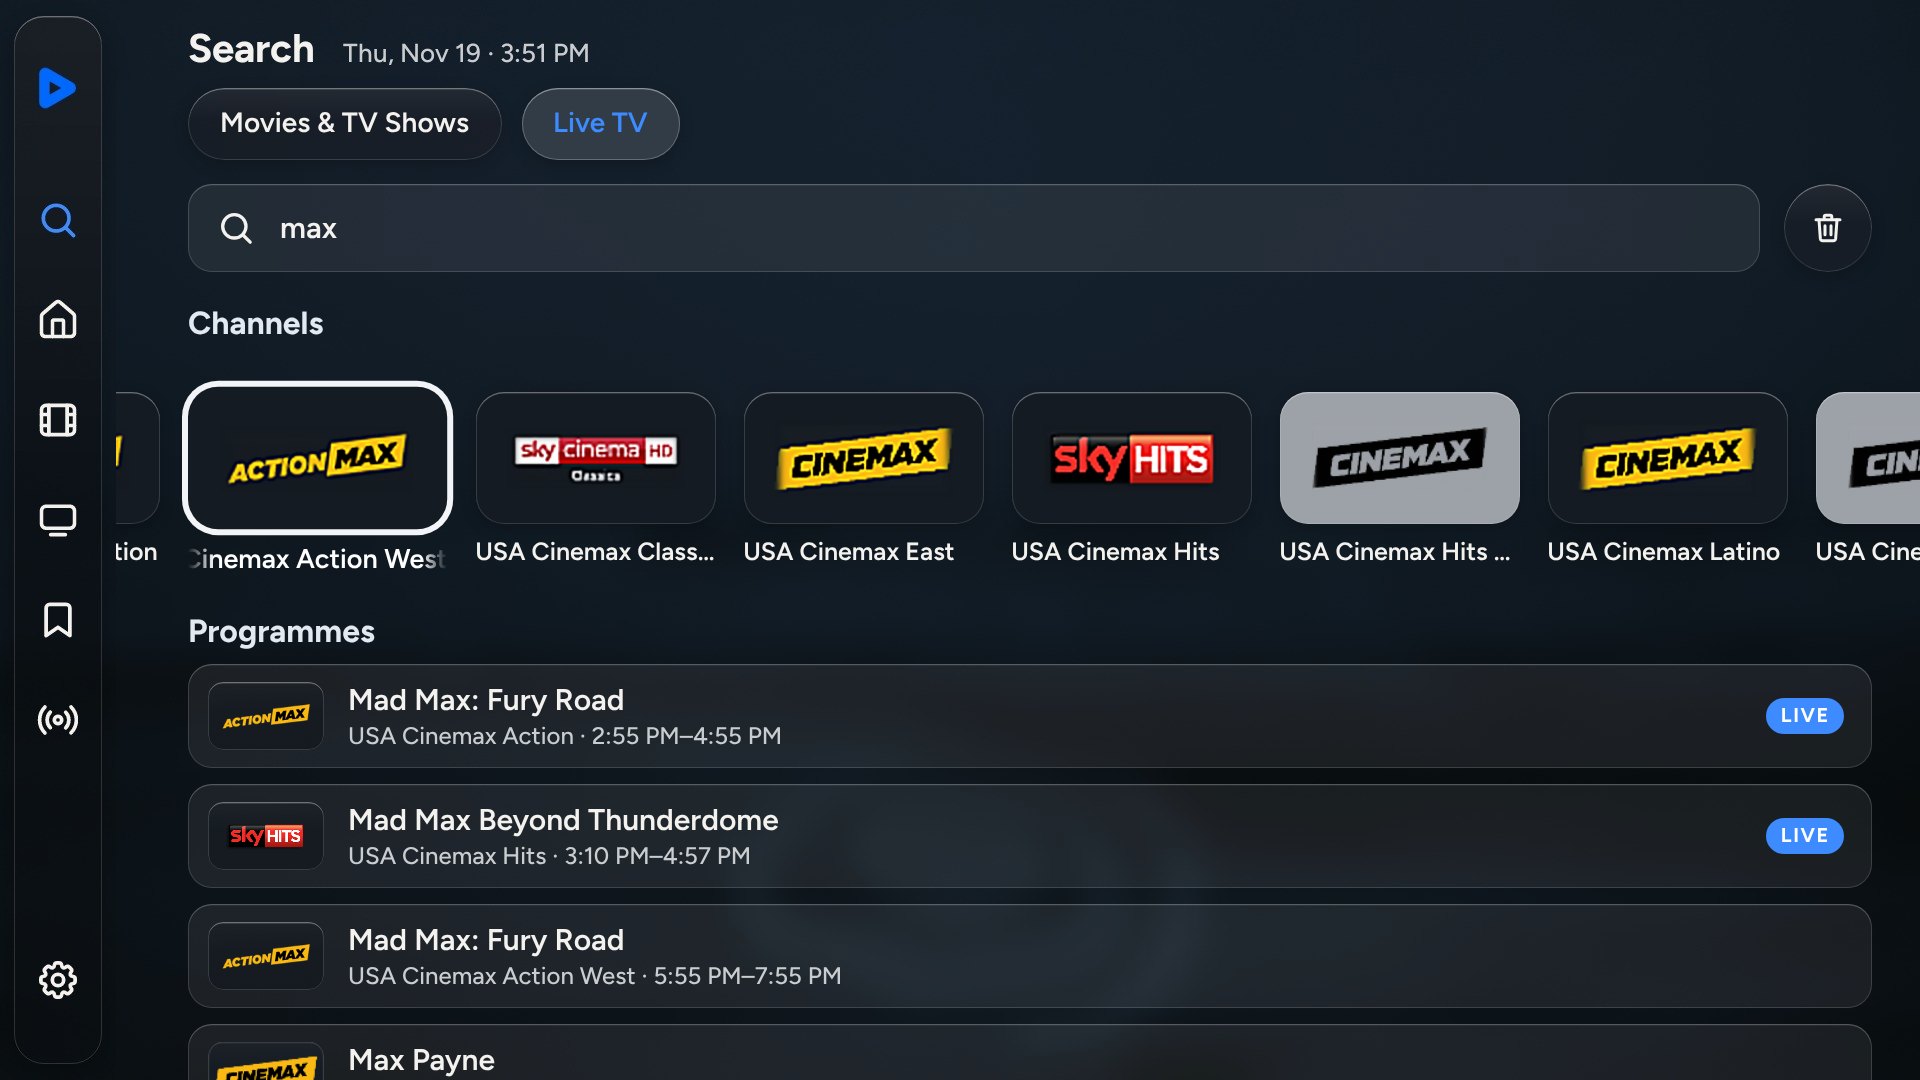 Search
Thu, Nov 19 · 3:51 PM
Movies & TV Shows
Live TV
max
Channels
ACTION MAX
sky cinema HD
Classics
CINEMAX
sky HITS
CINEMAX
CINEMAX
CIN
tion
Cinemax Action West
USA Cinemax Class...
USA Cinemax East
USA Cinemax Hits
USA Cinemax Hits ...
USA Cinemax Latino
USA Cine
Programmes
ACTION MAX
Mad Max: Fury Road
USA Cinemax Action · 2:55 PM–4:55 PM
LIVE
sky HITS
Mad Max Beyond Thunderdome
USA Cinemax Hits · 3:10 PM–4:57 PM
LIVE
ACTION MAX
Mad Max: Fury Road
USA Cinemax Action West · 5:55 PM–7:55 PM
CINEMAX
Max Payne